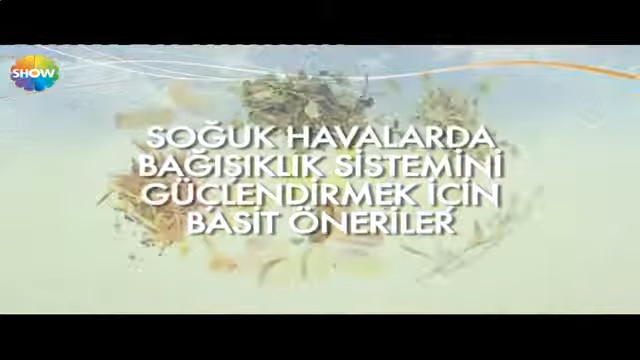 SHOW
SOĞUK HAVALARDA
BAĞIŞIKLIK SİSTEMİNİ
GÜÇLENDİRMEK İÇİN
BASİT ÖNERİLER